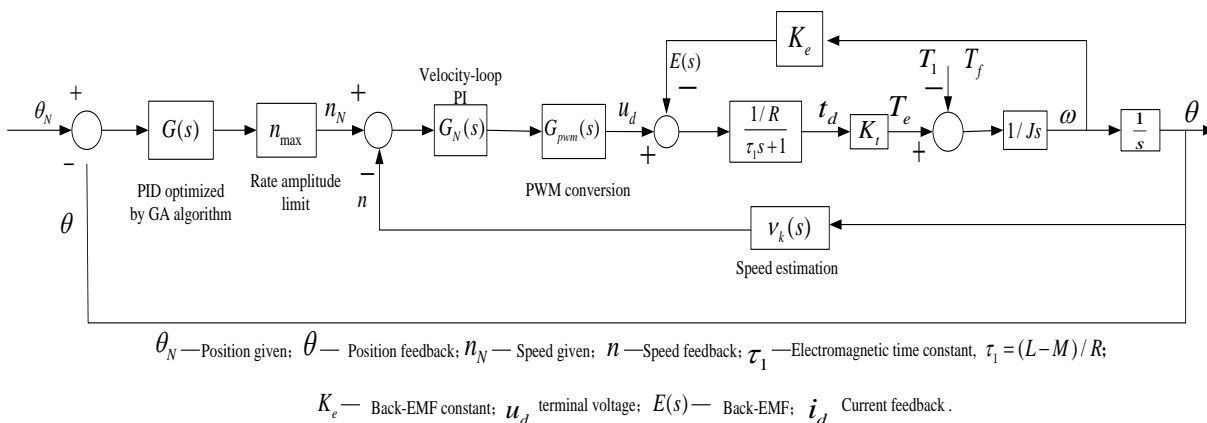 K_e
E(s)
T_1
T_f
Velocity-loop
PI
θ_N
+
−
G(s)
n_max
n_N
+
−
n
G_N(s)
G_pwm(s)
u_d
−
+
1/R
τ_1 s+1
t_d
K_t
T_e
−
+
1/Js
ω
1
s
θ
PID optimized
by GA algorithm
Rate amplitude
limit
PWM conversion
θ
ν_k(s)
Speed estimation
θ_N —Position given; θ— Position feedback; n_N — Speed given; n —Speed feedback; τ_1 —Electromagnetic time constant, τ_1 = (L−M)/R;
K_e — Back-EMF constant; u_d terminal voltage; E(s)— Back-EMF; i_d Current feedback .